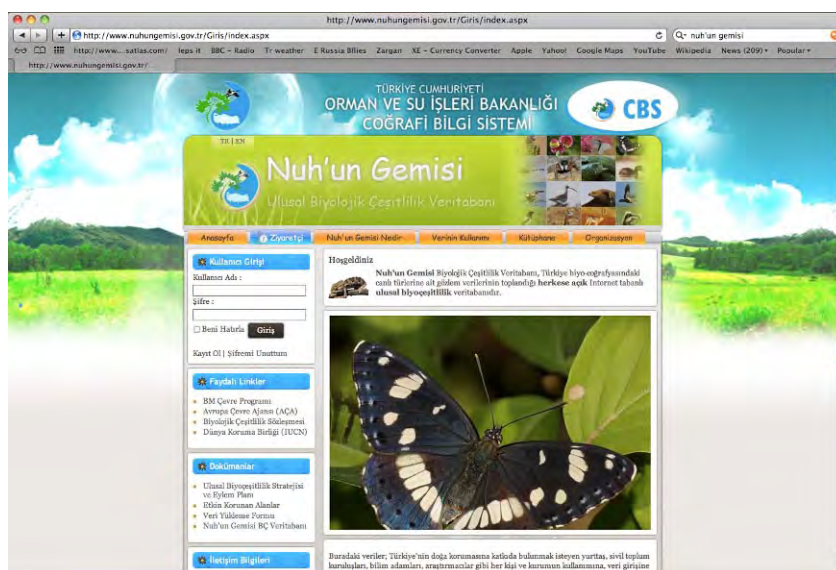 http://www.nuhungemisi.gov.tr/Giris/index.aspx
http://www.nuhungemisi.gov.tr/Giris/index.aspx
nuh'un gemisi
http://www....satlas.com/ leps it BBC - Radio Tr weather E Russia Bflies Zargan XE - Currency Converter Apple Yahoo! Google Maps YouTube Wikipedia News (209) Popular
http://www.nuhungemisi.gov.tr/...
TÜRKİYE CUMHURİYETİ
ORMAN VE SU İŞLERİ BAKANLIĞI
COĞRAFİ BİLGİ SİSTEMİ
CBS
TR | EN
Nuh'un Gemisi
Ulusal Biyolojik Çeşitlilik Veritabanı
Anasayfa Ziyaretçi Nuh'un Gemisi Nedir Verinin Kullanımı Kütüphane Organizasyon
Kullanıcı Girişi
Kullanıcı Adı :
Şifre :
Beni Hatırla Giriş
Kayıt Ol | Şifremi Unuttum
Faydalı Linkler
BM Çevre Programı
Avrupa Çevre Ajansı (AÇA)
Biyolojik Çeşitlilik Sözleşmesi
Dünya Koruma Birliği (IUCN)
Dokümanlar
Ulusal Biyoçeşitlilik Stratejisi
ve Eylem Planı
Etkin Korunan Alanlar
Veri Yükleme Formu
Nuh'un Gemisi BÇ Veritabanı
İletişim Bilgileri
Hoşgeldiniz
Nuh'un Gemisi Biyolojik Çeşitlilik Veritabanı, Türkiye biyo-coğrafyasındaki
canlı türlerine ait gözlem verilerinin toplandığı herkese açık Internet tabanlı
ulusal biyoçeşitlilik veritabanıdır.
Buradaki veriler; Türkiye'nin doğa korumasına katkıda bulunmak isteyen yurttaş, sivil toplum
kuruluşları, bilim adamları, araştırmacılar gibi her kişi ve kurumun kullanımına, veri girişine